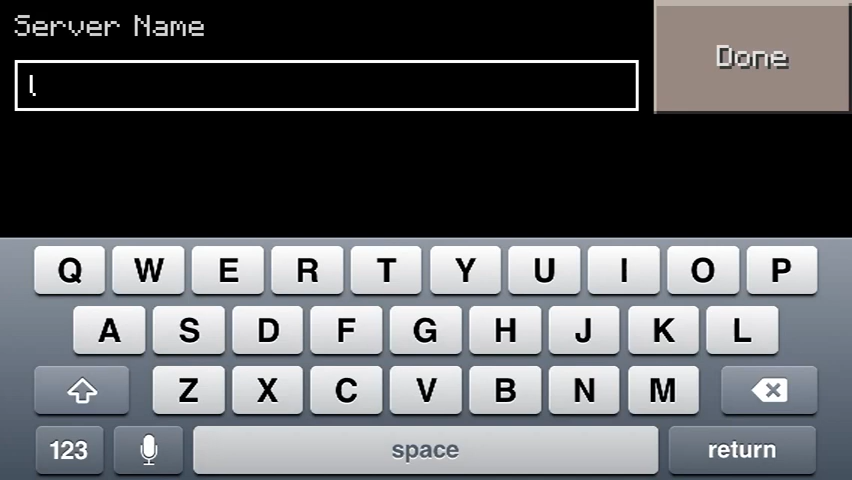 Server Name
Done
l
Q W E R T Y U I O P
A S D F G H J K L
Z X C V B N M
123 space return